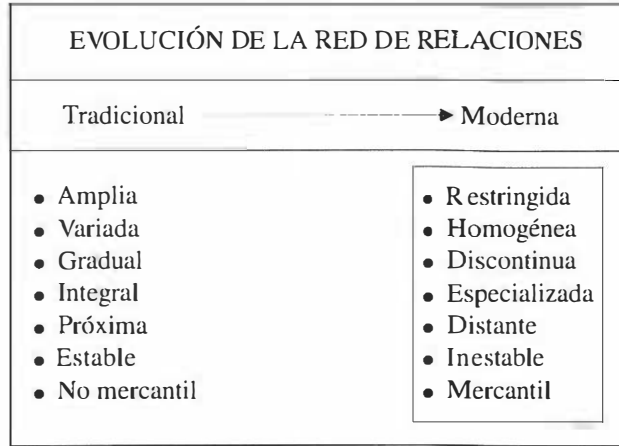 EVOLUCIÓN DE LA RED DE RELACIONES
Tradicional Moderna
• Amplia
• Variada
• Gradual
• Integral
• Próxima
• Estable
• No mercantil
• Restringida
• Homogénea
• Discontinua
• Especializada
• Distante
• Inestable
• Mercantil